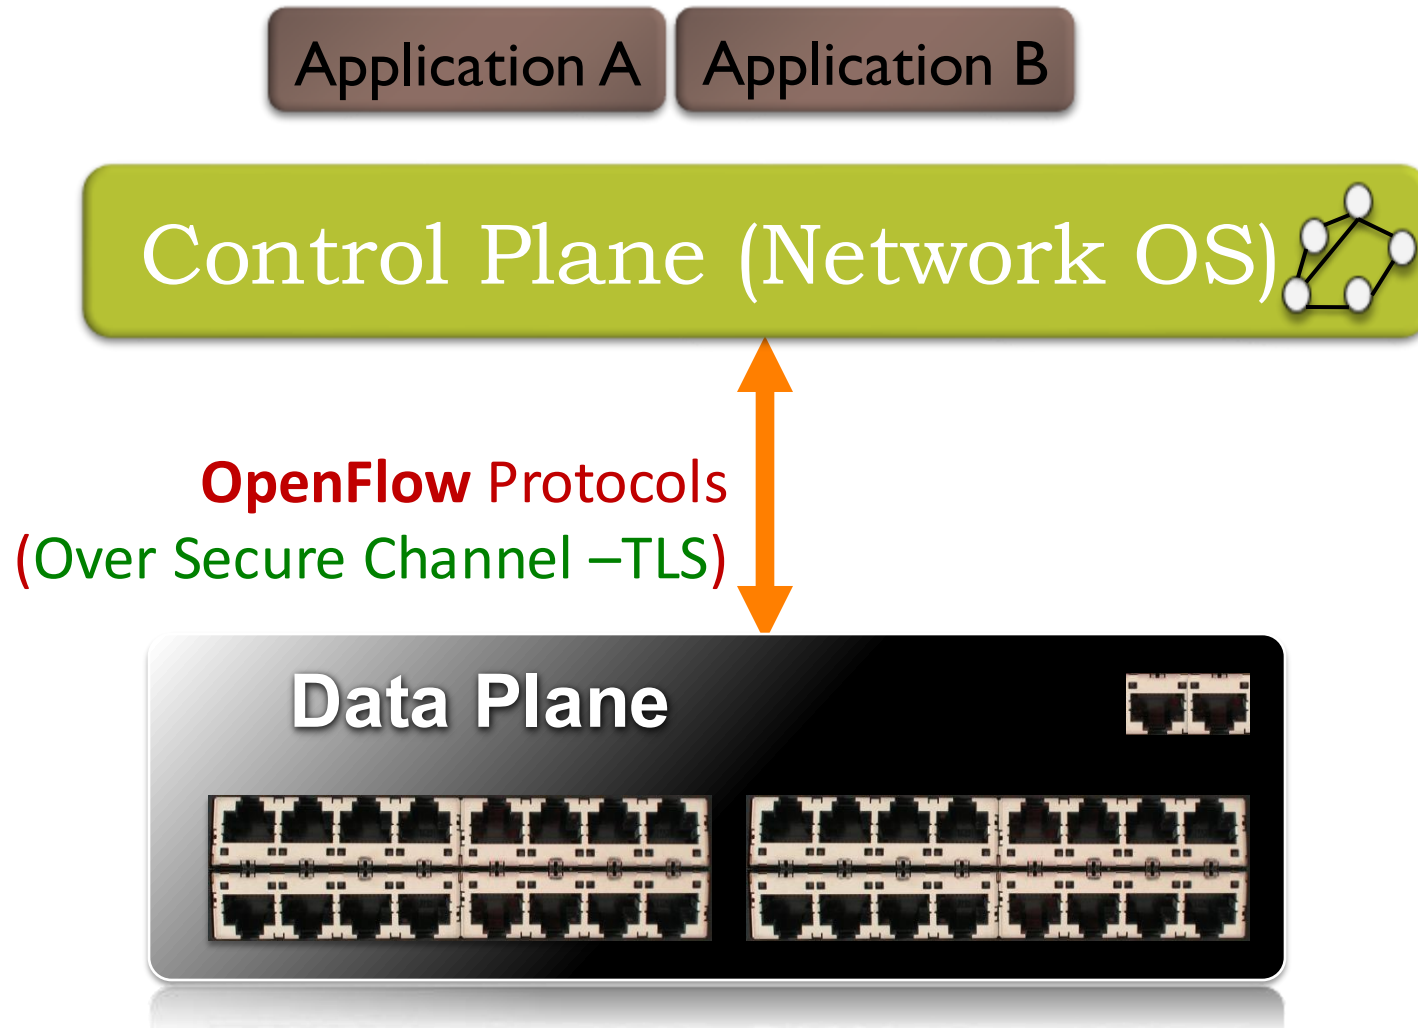 Application A
Application B
Control Plane (Network OS)
OpenFlow Protocols
(Over Secure Channel –TLS)
Data Plane